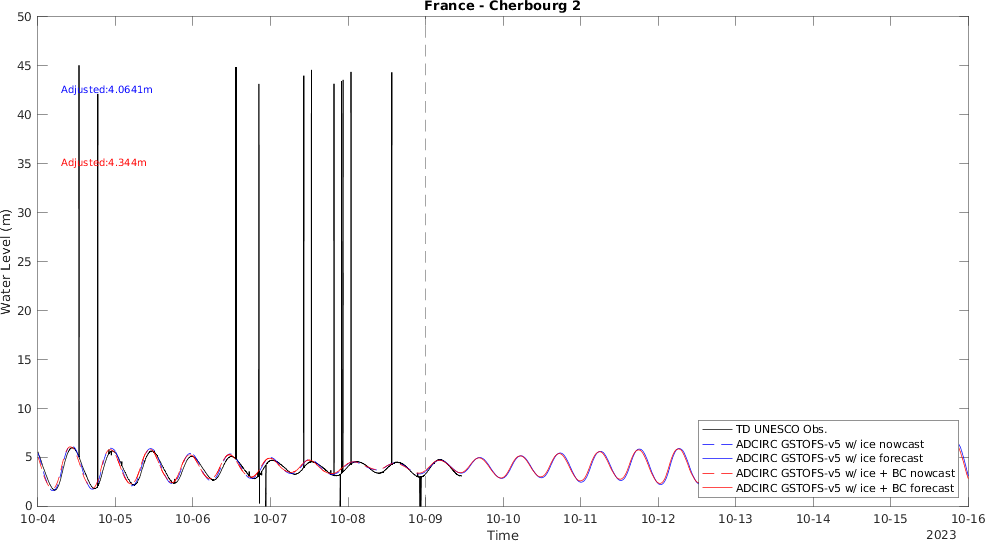 France - Cherbourg 2
50
45
40
35
30
25
20
15
10
5
0
Water Level (m)
Adjusted:4.0641m
Adjusted:4.344m
TD UNESCO Obs.
ADCIRC GSTOFS-v5 w/ ice nowcast
ADCIRC GSTOFS-v5 w/ ice forecast
ADCIRC GSTOFS-v5 w/ ice + BC nowcast
ADCIRC GSTOFS-v5 w/ ice + BC forecast
10-04 10-05 10-06 10-07 10-08 10-09 10-10 10-11 10-12 10-13 10-14 10-15 10-16
Time
2023